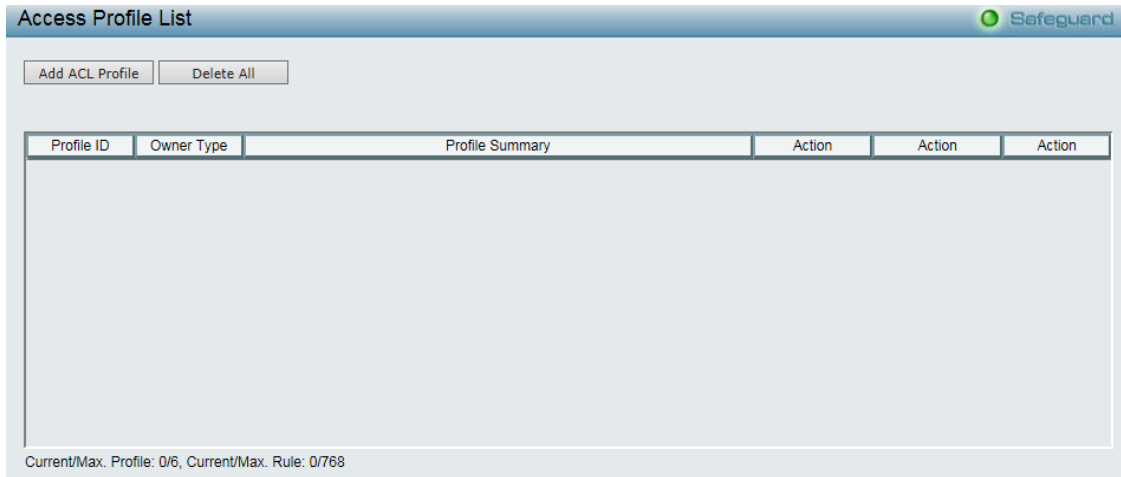 Access Profile List Safeguard
Add ACL Profile Delete All
Profile ID Owner Type Profile Summary Action Action Action
Current/Max. Profile: 0/6, Current/Max. Rule: 0/768